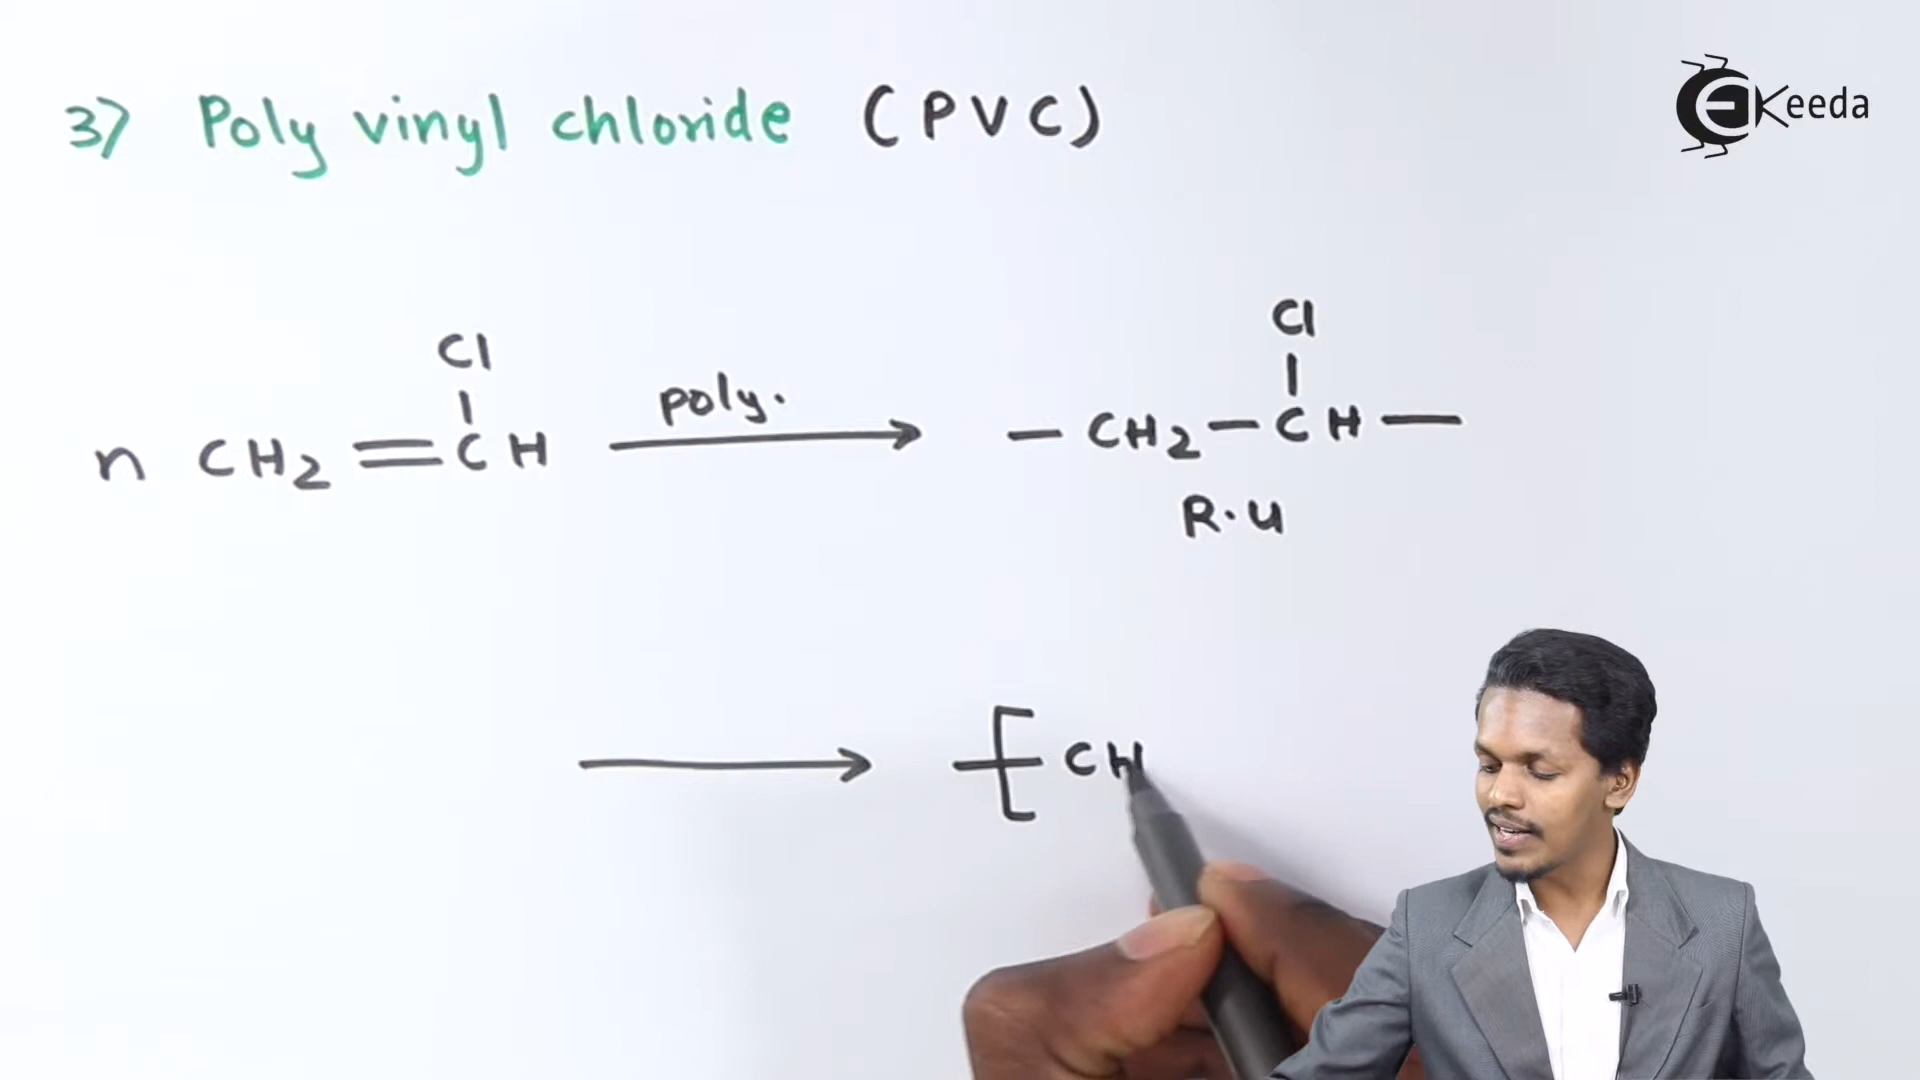 3) Poly vinyl chloride (PVC)
EKeeda
Cl
Cl
n CH2 = CH poly. — CH2 — CH —
R.U
[ CH